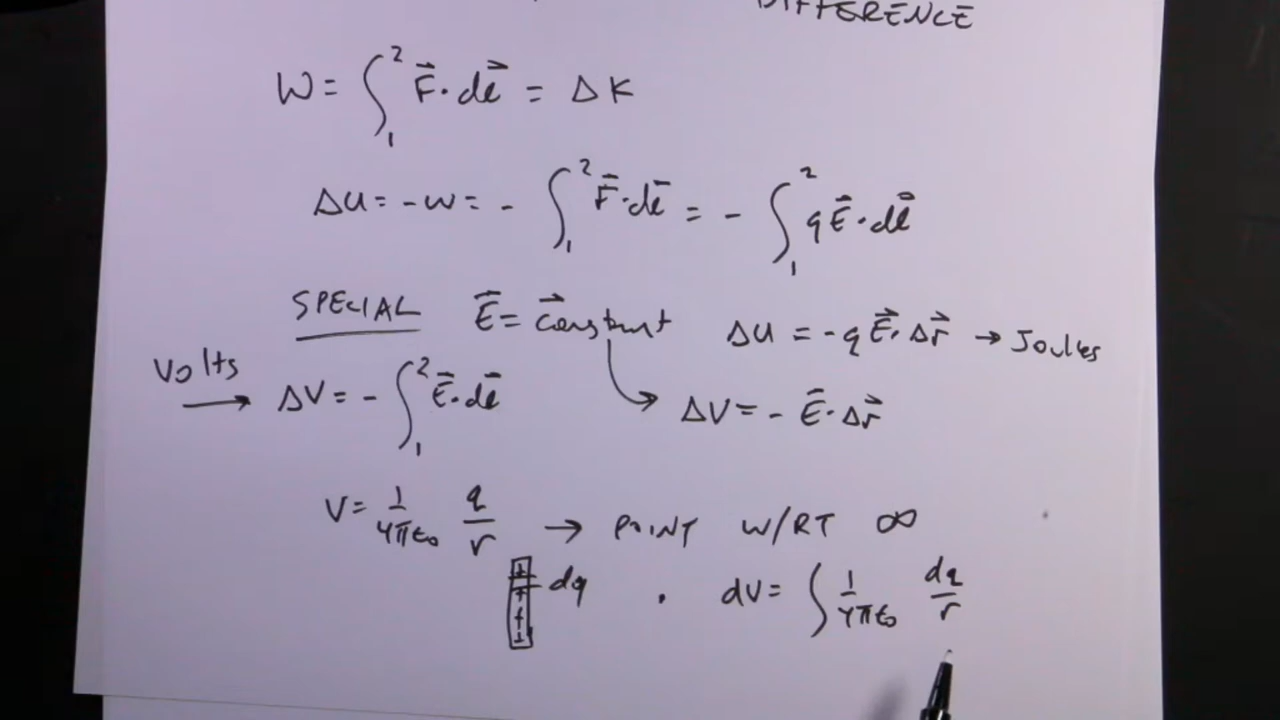 DIFFERENCE
W = ∫₁² F⃗ · dℓ⃗ = ΔK
ΔU = -W = - ∫₁² F⃗ · dℓ⃗ = - ∫₁² qE⃗ · dℓ⃗
SPECIAL E⃗ = constant ΔU = -qE⃗ · Δr⃗ → Joules
Volts → ΔV = - ∫₁² E⃗ · dℓ⃗ ΔV = - E⃗ · Δr⃗
V = 1/4πε₀ q/r → POINT W/RT ∞
+ + + + dq . dV = ∫ 1/4πε₀ dq/r